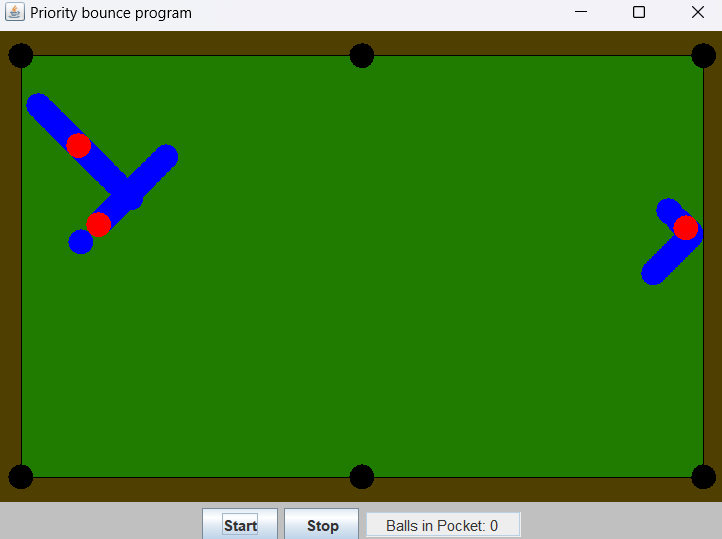 Priority bounce program
Start Stop Balls in Pocket: 0